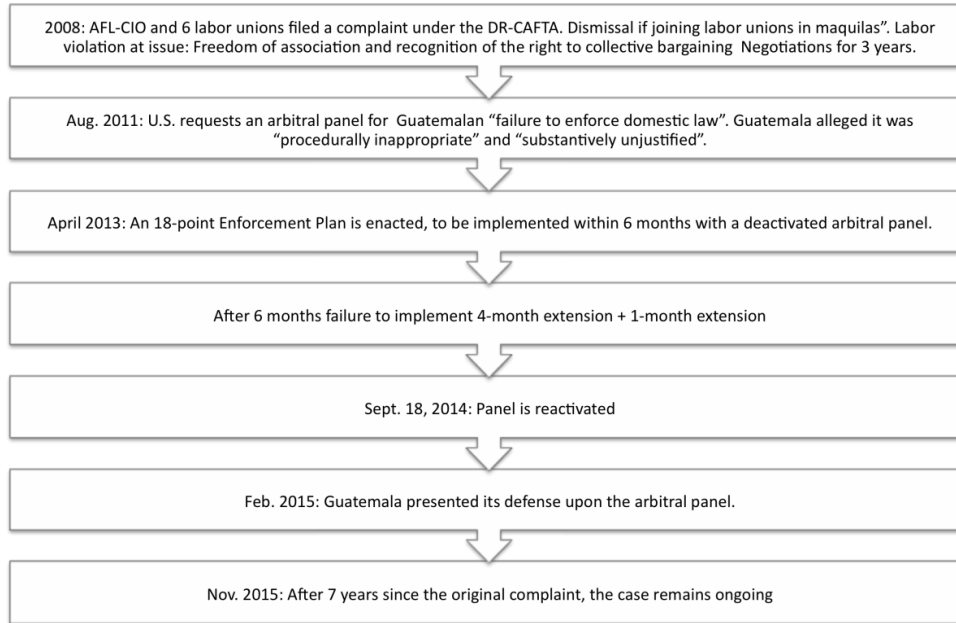 2008: AFL-CIO and 6 labor unions filed a complaint under the DR-CAFTA. Dismissal if joining labor unions in maquilas”. Labor
violation at issue: Freedom of association and recognition of the right to collective bargaining Negotiations for 3 years.
Aug. 2011: U.S. requests an arbitral panel for Guatemalan “failure to enforce domestic law”. Guatemala alleged it was
“procedurally inappropriate” and “substantively unjustified”.
April 2013: An 18-point Enforcement Plan is enacted, to be implemented within 6 months with a deactivated arbitral panel.
After 6 months failure to implement 4-month extension + 1-month extension
Sept. 18, 2014: Panel is reactivated
Feb. 2015: Guatemala presented its defense upon the arbitral panel.
Nov. 2015: After 7 years since the original complaint, the case remains ongoing